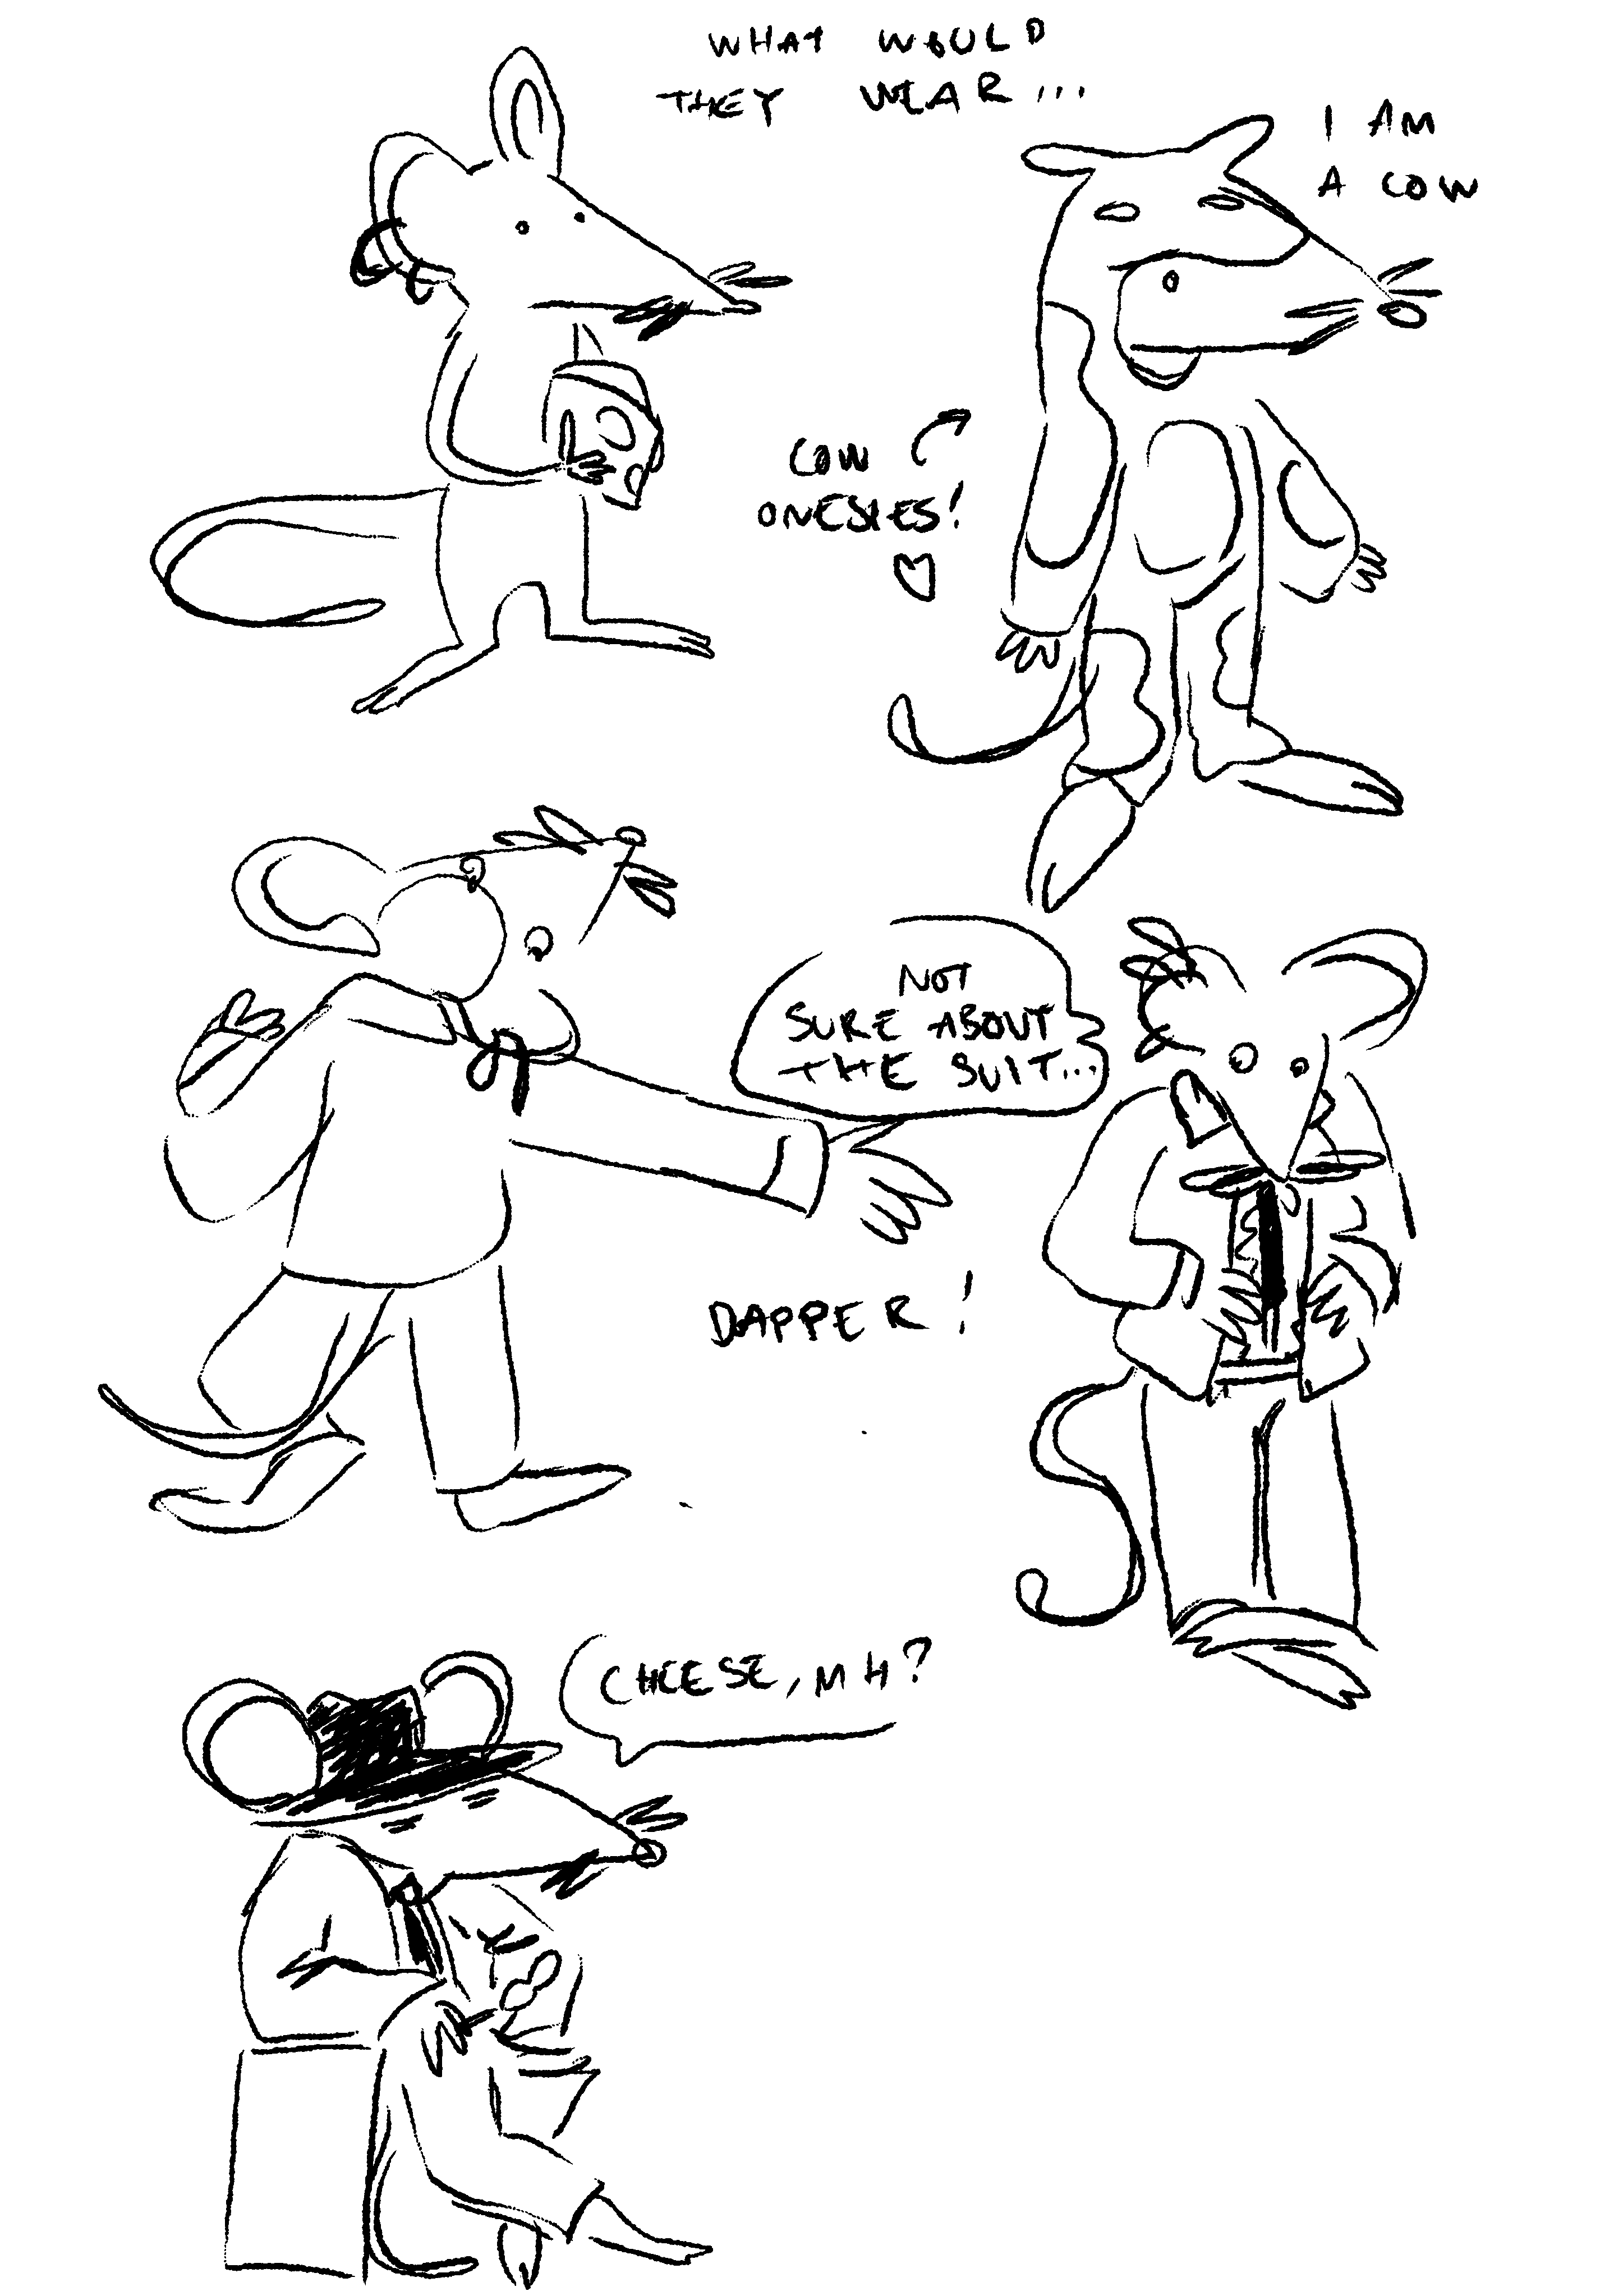 WHAT WOULD
THEY WEAR...
I AM
A COW
COW
ONESIES!
NOT
SURE ABOUT
THE SUIT...
DAPPER!
CHEESE, MH?